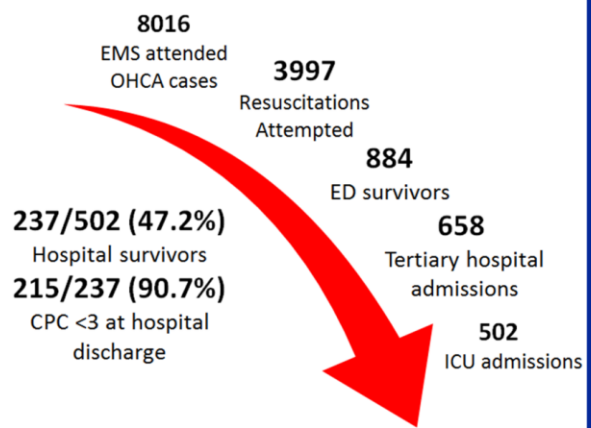 8016
EMS attended
OHCA cases
3997
Resuscitations
Attempted
884
ED survivors
658
Tertiary hospital
admissions
502
ICU admissions
237/502 (47.2%)
Hospital survivors
215/237 (90.7%)
CPC <3 at hospital
discharge